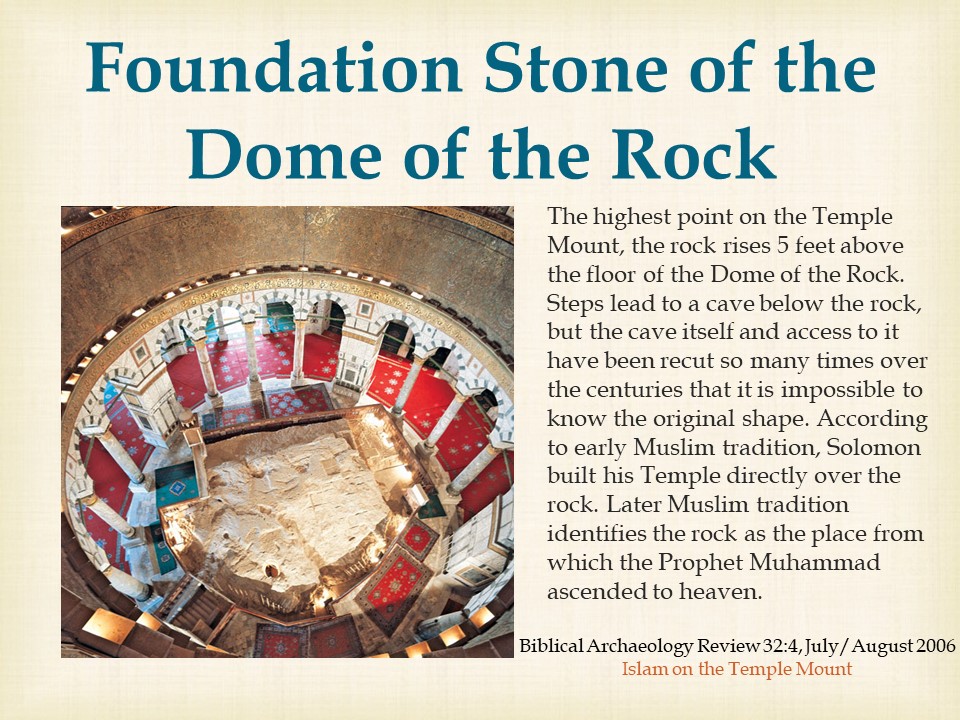 Foundation Stone of the
Dome of the Rock
The highest point on the Temple
Mount, the rock rises 5 feet above
the floor of the Dome of the Rock.
Steps lead to a cave below the rock,
but the cave itself and access to it
have been recut so many times over
the centuries that it is impossible to
know the original shape. According
to early Muslim tradition, Solomon
built his Temple directly over the
rock. Later Muslim tradition
identifies the rock as the place from
which the Prophet Muhammad
ascended to heaven.
Biblical Archaeology Review 32:4, July/August 2006
Islam on the Temple Mount